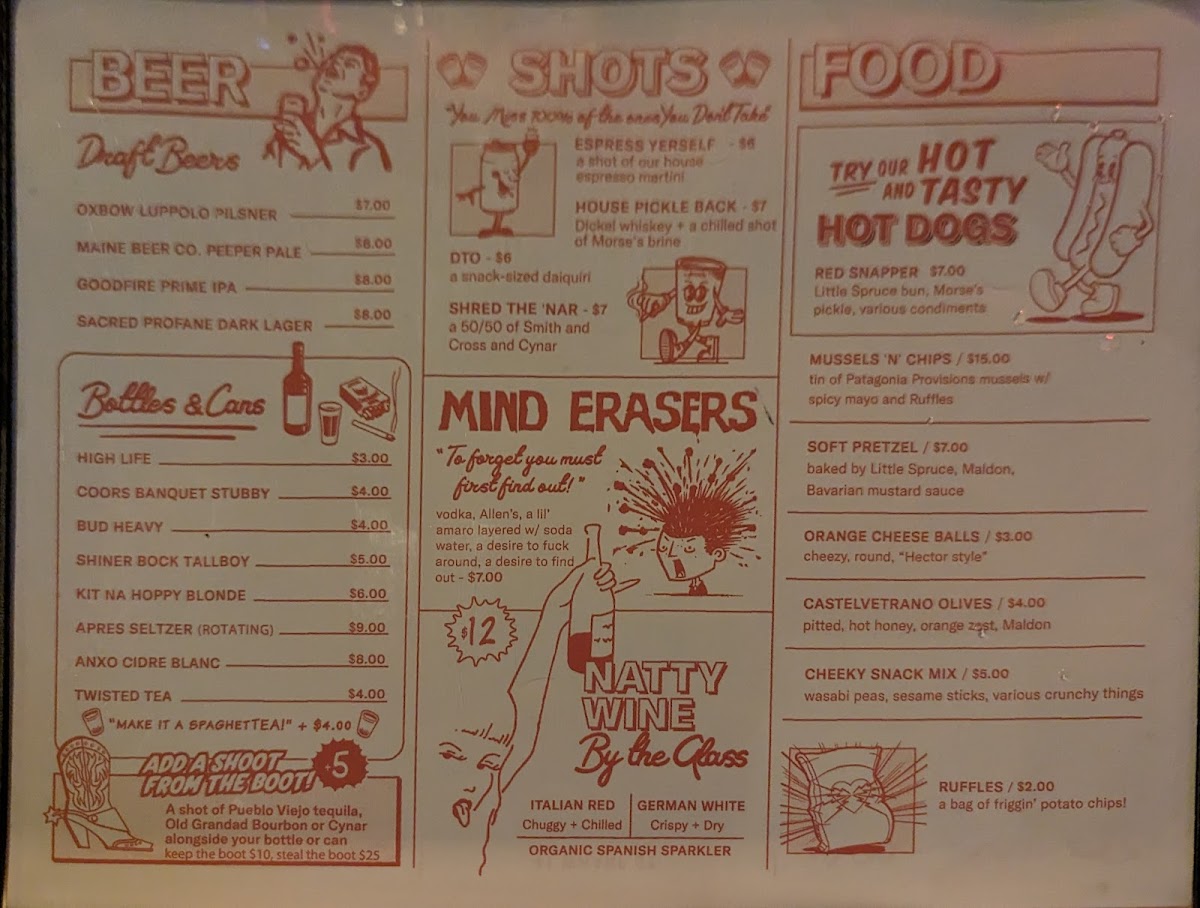 BEER
Draft Beers
OXBOW LUPPOLO PILSNER $7.00
MAINE BEER CO. PEEPER PALE $8.00
GOODFIRE PRIME IPA $8.00
SACRED PROFANE DARK LAGER $8.00
Bottles & Cans
HIGH LIFE $3.00
COORS BANQUET STUBBY $4.00
BUD HEAVY $4.00
SHINER BOCK TALLBOY $5.00
KIT NA HOPPY BLONDE $6.00
APRES SELTZER (ROTATING) $9.00
ANXO CIDRE BLANC $8.00
TWISTED TEA $4.00
"MAKE IT A SPAGHETTEA!" + $4.00
ADD A SHOOT
FROM THE BOOT!
5
A shot of Pueblo Viejo tequila,
Old Grandad Bourbon or Cynar
alongside your bottle or can
keep the boot $10, steal the boot $25
SHOTS
"You Miss 100% of the ones You Don't Take"
ESPRESS YERSELF - $6
a shot of our house
espresso martini
HOUSE PICKLE BACK - $7
Dickel whiskey + a chilled shot
of Morse's brine
DTO - $6
a snack-sized daiquiri
SHRED THE 'NAR - $7
a 50/50 of Smith and
Cross and Cynar
MIND ERASERS
"To forget you must
first find out!"
vodka, Allen's, a lil'
amaro layered w/ soda
water, a desire to fuck
around, a desire to find
out - $7.00
$12
NATTY
WINE
By the Glass
ITALIAN RED
Chuggy + Chilled
GERMAN WHITE
Crispy + Dry
ORGANIC SPANISH SPARKLER
FOOD
TRY OUR HOT
AND TASTY
HOT DOGS
RED SNAPPER $7.00
Little Spruce bun, Morse's
pickle, various condiments
MUSSELS 'N' CHIPS / $15.00
tin of Patagonia Provisions mussels w/
spicy mayo and Ruffles
SOFT PRETZEL / $7.00
baked by Little Spruce, Maldon,
Bavarian mustard sauce
ORANGE CHEESE BALLS / $3.00
cheezy, round, "Hector style"
CASTELVETRANO OLIVES / $4.00
pitted, hot honey, orange zest, Maldon
CHEEKY SNACK MIX / $5.00
wasabi peas, sesame sticks, various crunchy things
RUFFLES / $2.00
a bag of friggin' potato chips!